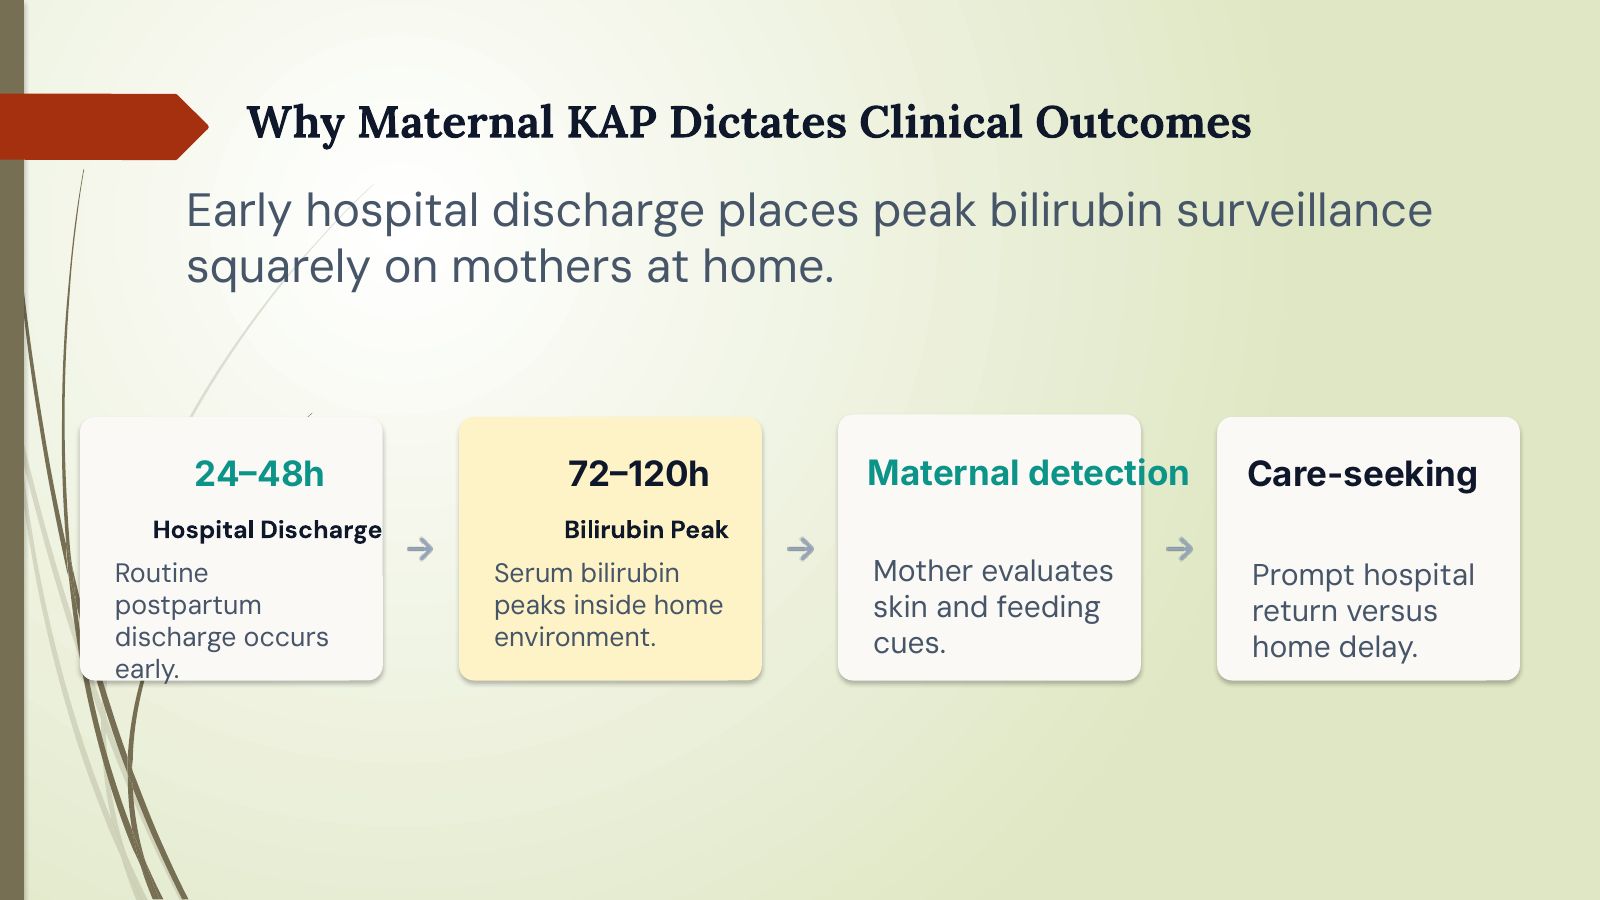 Why Maternal KAP Dictates Clinical Outcomes
Early hospital discharge places peak bilirubin surveillance
squarely on mothers at home.
24–48h
Hospital Discharge
Routine
postpartum
discharge occurs
early.
72–120h
Bilirubin Peak
Serum bilirubin
peaks inside home
environment.
Maternal detection
Mother evaluates
skin and feeding
cues.
Care-seeking
Prompt hospital
return versus
home delay.